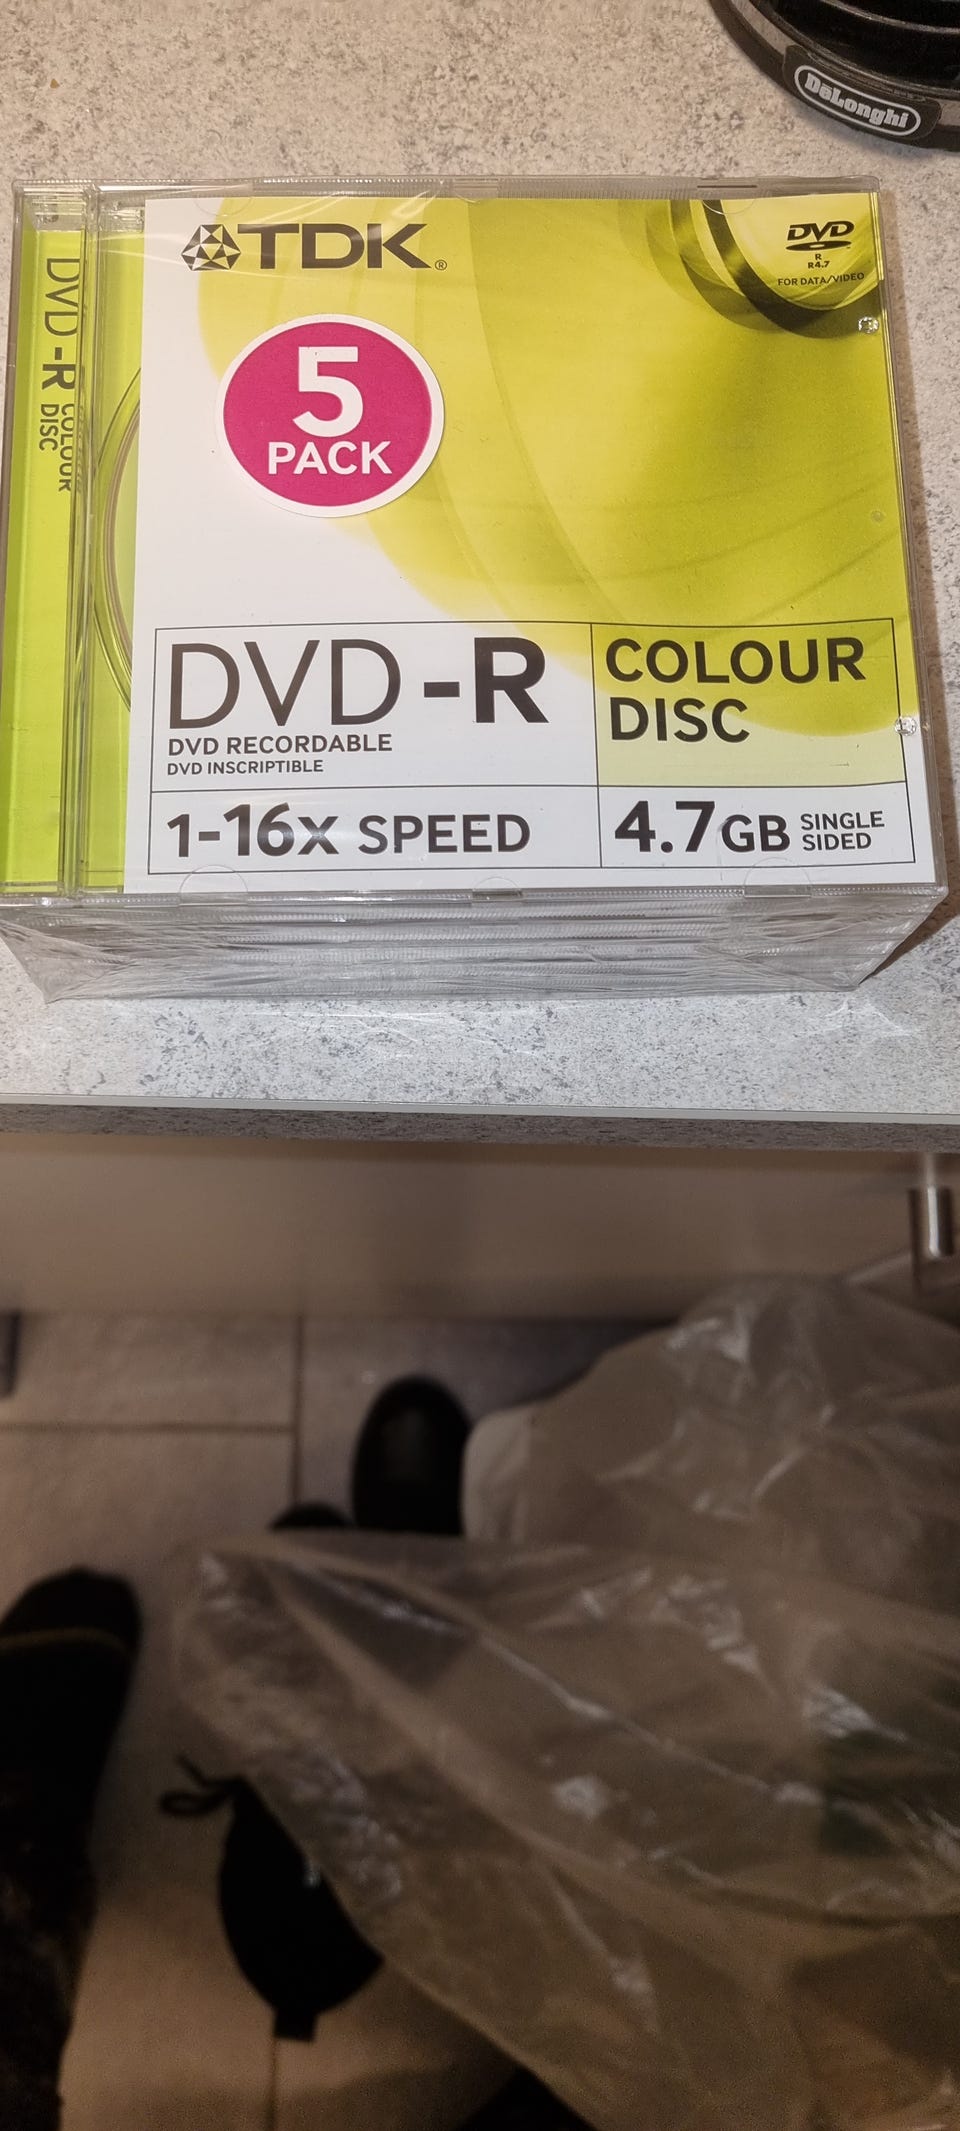 DeLonghi
TDK®
DVD
R
R4.7
FOR DATA/VIDEO
5
PACK
DVD-R
COLOUR
DISC
DVD-R
DVD RECORDABLE
DVD INSCRIPTIBLE
COLOUR
DISC
1-16x SPEED
4.7GB SINGLE
SIDED